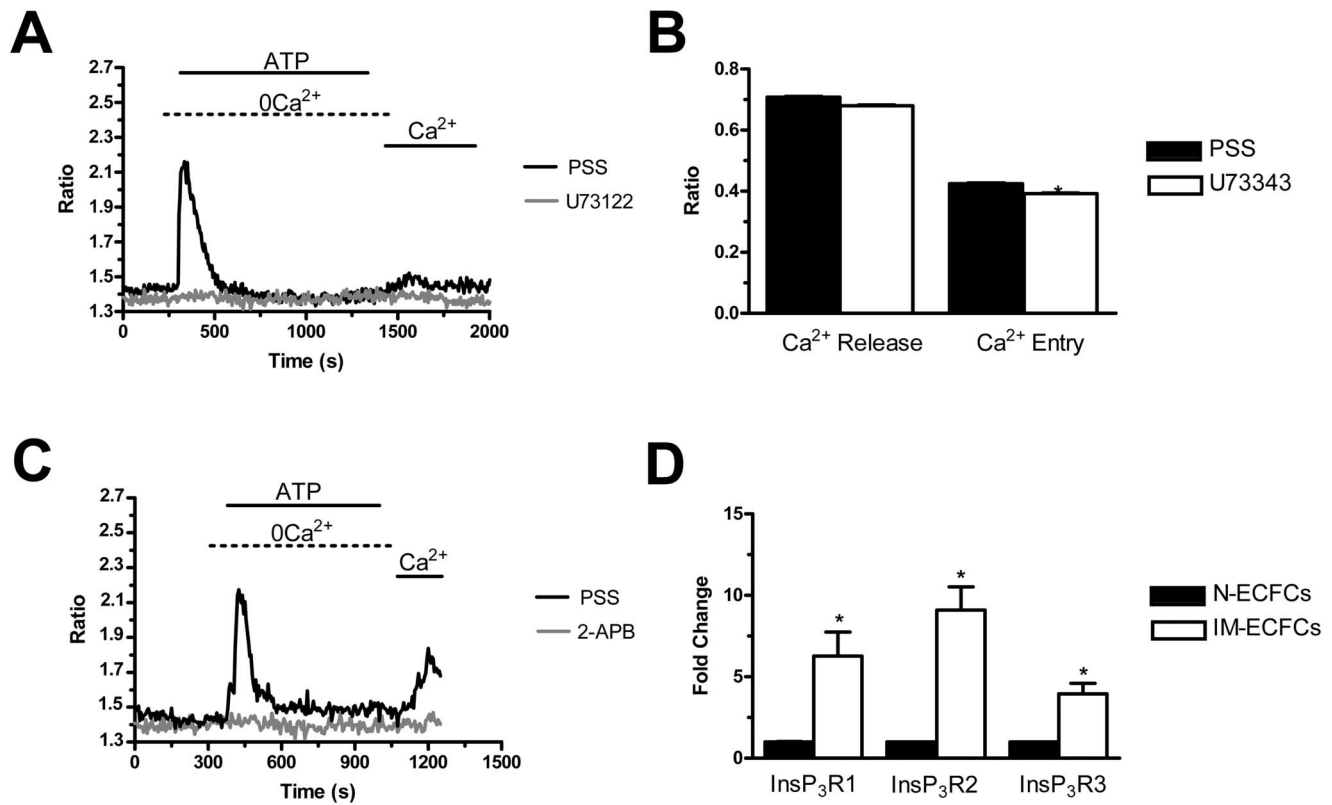 A
ATP
0Ca²⁺
Ca²⁺
2.7
2.5
2.3
2.1
1.9
1.7
1.5
1.3
Ratio
0 500 1000 1500 2000
Time (s)
PSS
U73122
B
0.8
0.6
0.4
0.2
0.0
Ratio
*
Ca²⁺ Release Ca²⁺ Entry
PSS
U73343
C
ATP
0Ca²⁺
Ca²⁺
2.7
2.5
2.3
2.1
1.9
1.7
1.5
1.3
Ratio
0 300 600 900 1200 1500
Time (s)
PSS
2-APB
D
15
10
5
0
Fold Change
* * *
InsP₃R1 InsP₃R2 InsP₃R3
N-ECFCs
IM-ECFCs